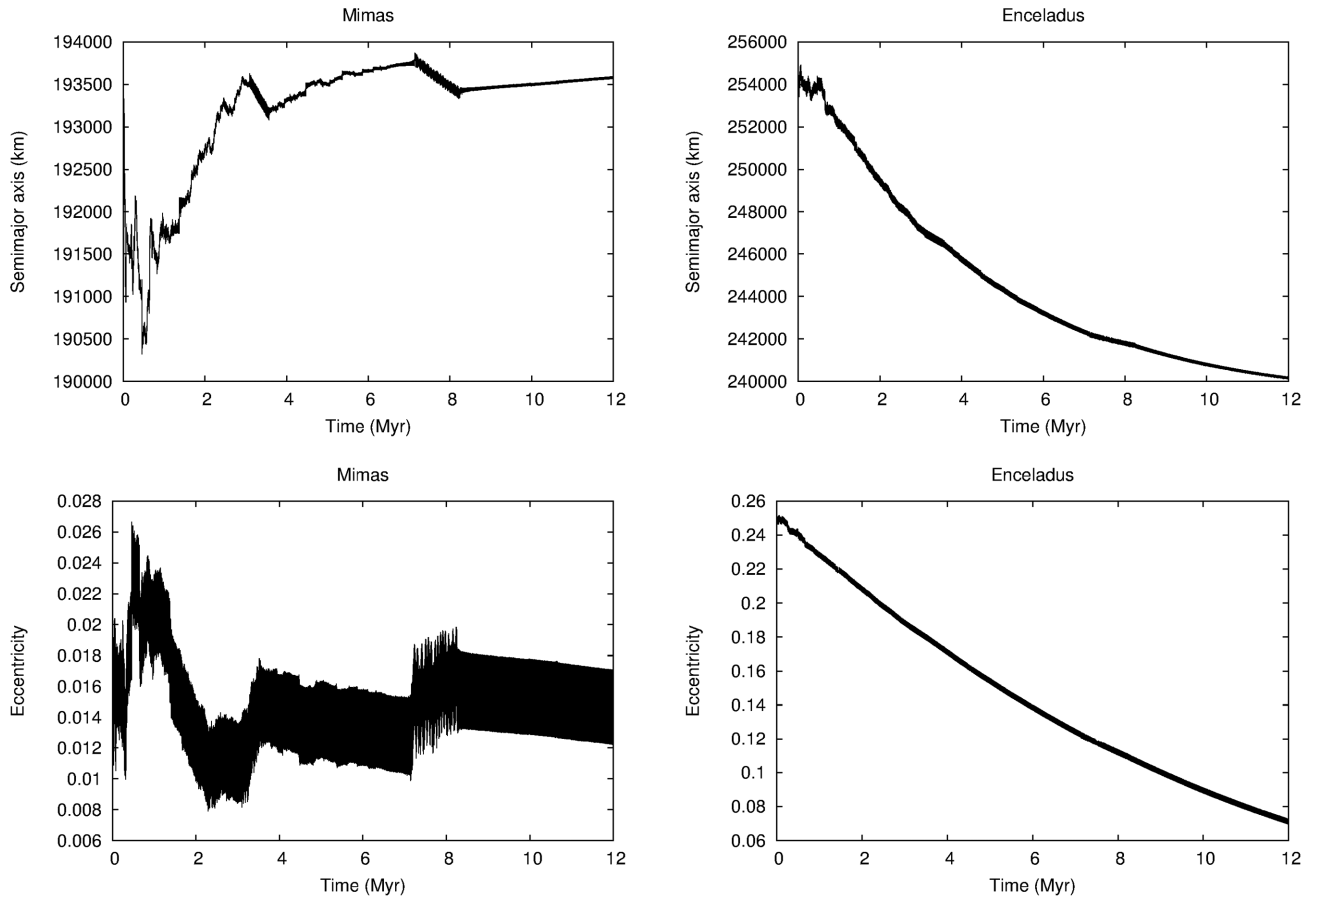 Mimas
194000
193500
193000
192500
192000
191500
191000
190500
190000
Semimajor axis (km)
0 2 4 6 8 10 12
Time (Myr)
Enceladus
256000
254000
252000
250000
248000
246000
244000
242000
240000
Semimajor axis (km)
0 2 4 6 8 10 12
Time (Myr)
Mimas
0.028
0.026
0.024
0.022
0.02
0.018
0.016
0.014
0.012
0.01
0.008
0.006
Eccentricity
0 2 4 6 8 10 12
Time (Myr)
Enceladus
0.26
0.24
0.22
0.2
0.18
0.16
0.14
0.12
0.1
0.08
0.06
Eccentricity
0 2 4 6 8 10 12
Time (Myr)